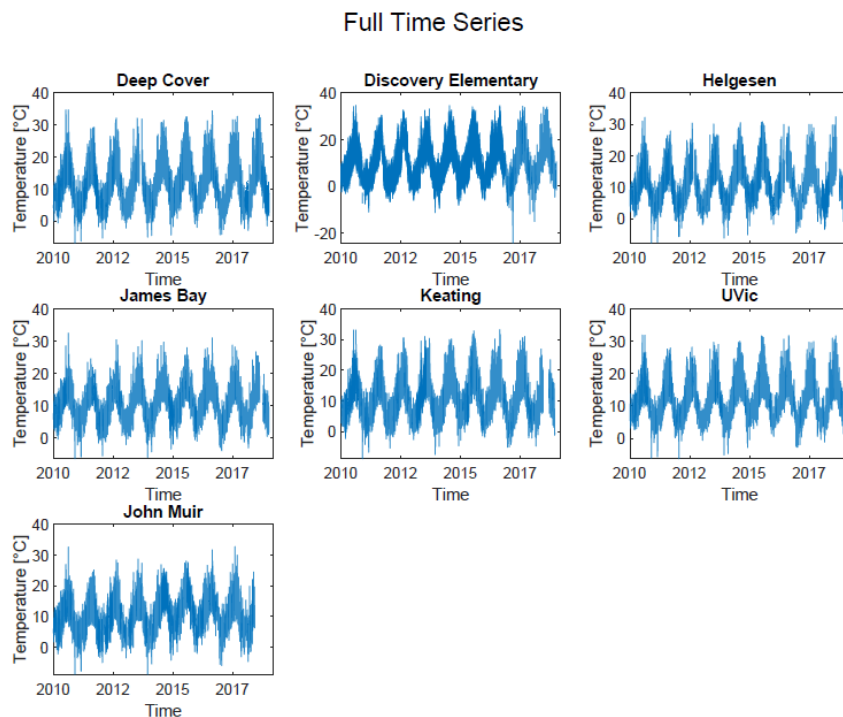 Full Time Series
Deep Cover
Temperature [°C]
40
30
20
10
0
2010 2012 2015 2017
Time
Discovery Elementary
Temperature [°C]
40
20
0
-20
2010 2012 2015 2017
Time
Helgesen
Temperature [°C]
40
30
20
10
0
2010 2012 2015 2017
Time
James Bay
Temperature [°C]
40
30
20
10
0
2010 2012 2015 2017
Time
Keating
Temperature [°C]
40
30
20
10
0
2010 2012 2015 2017
Time
UVic
Temperature [°C]
40
30
20
10
0
2010 2012 2015 2017
Time
John Muir
Temperature [°C]
40
30
20
10
0
2010 2012 2015 2017
Time